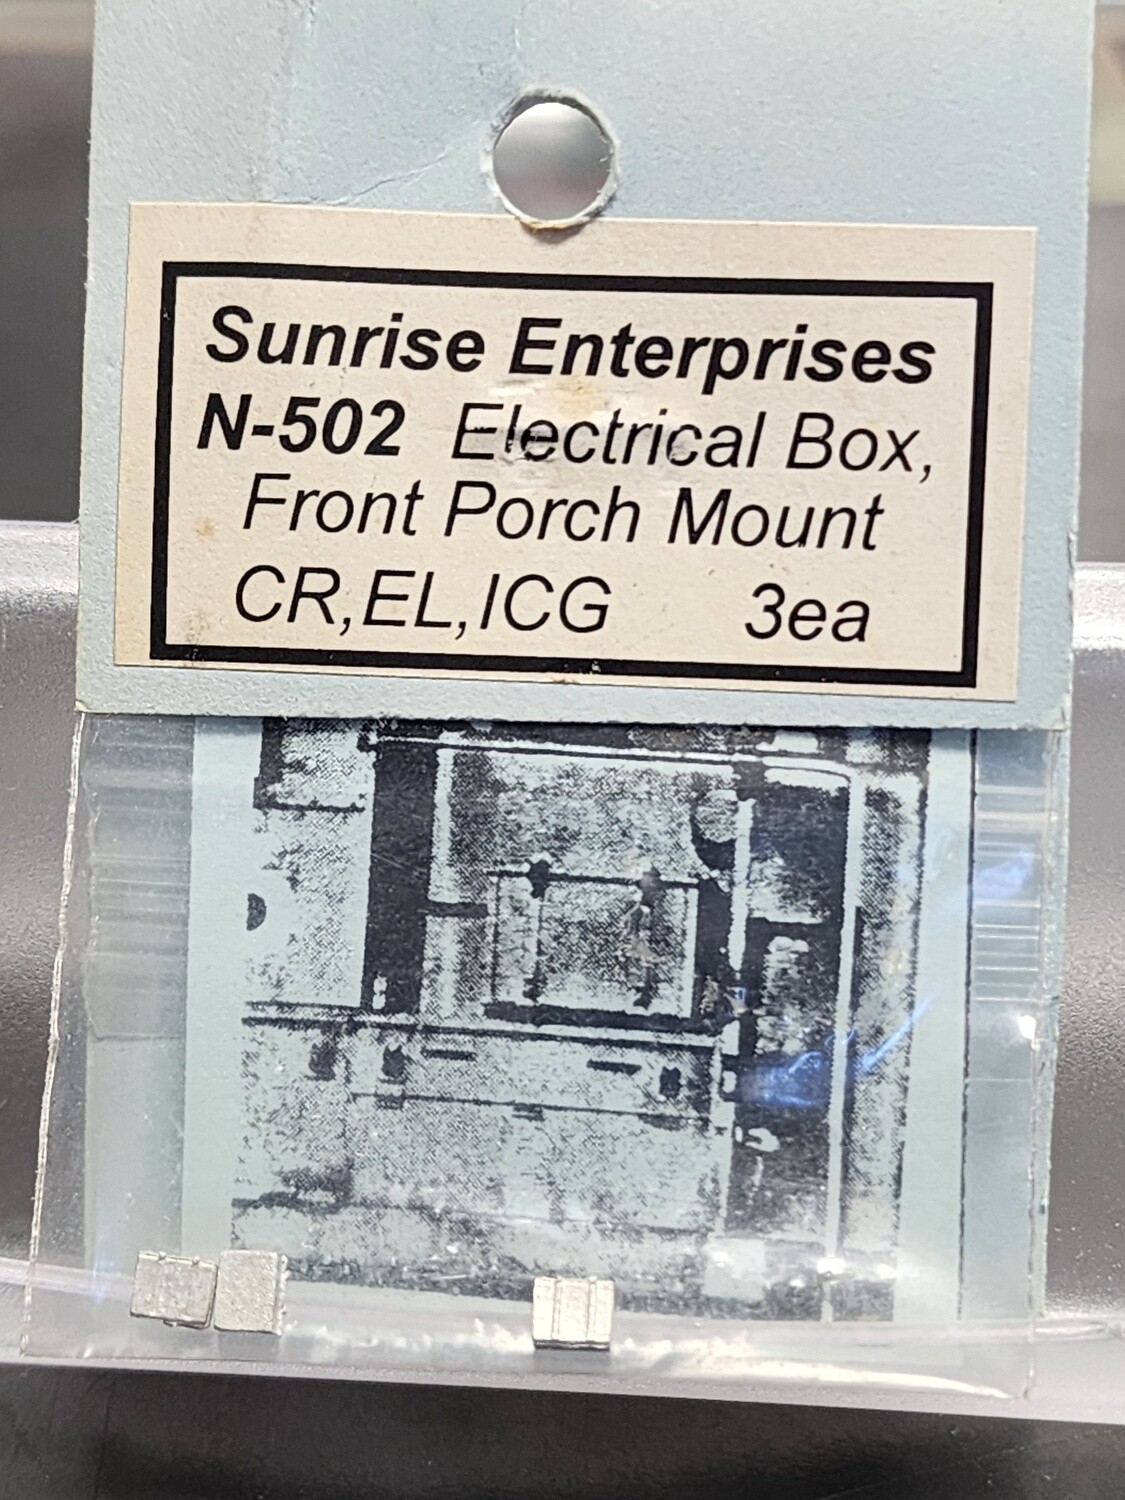 Sunrise Enterprises
N-502 Electrical Box,
Front Porch Mount
CR,EL,ICG 3ea